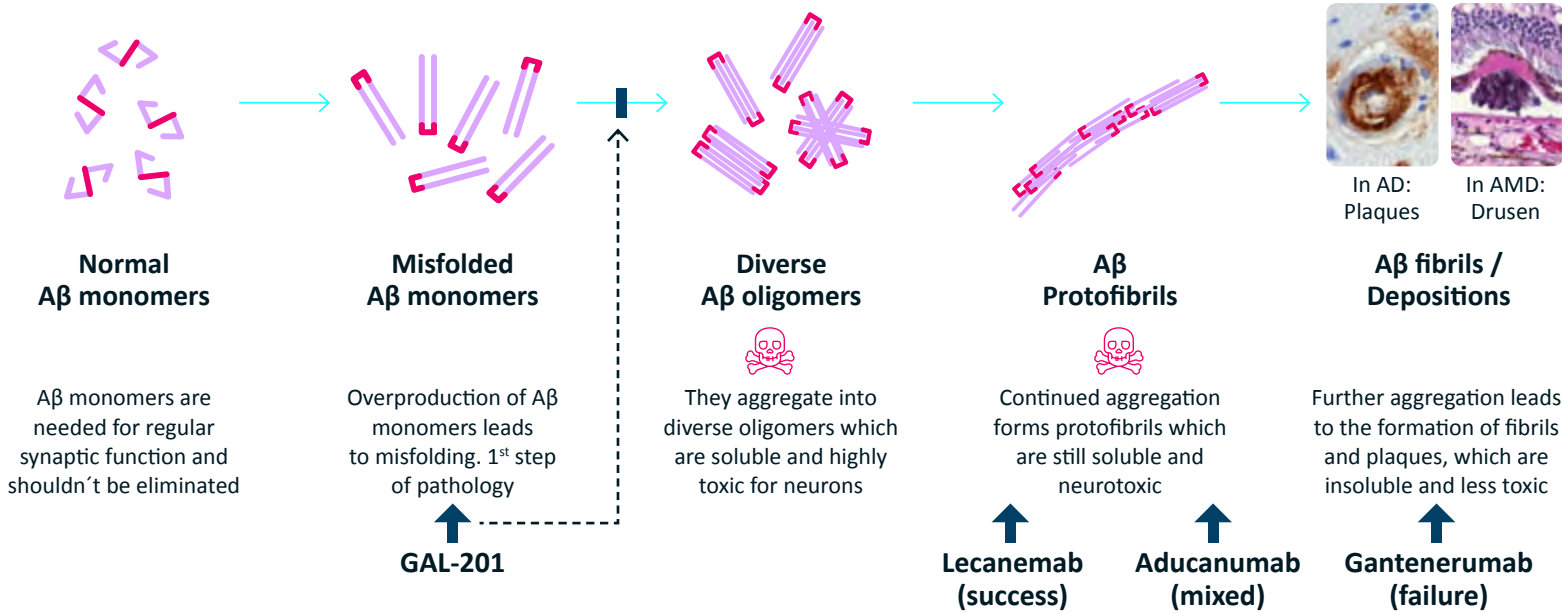 In AD:
Plaques
In AMD:
Drusen
Normal
Aβ monomers
Misfolded
Aβ monomers
Diverse
Aβ oligomers
Aβ
Protofibrils
Aβ fibrils /
Depositions
Aβ monomers are
needed for regular
synaptic function and
shouldn´t be eliminated
Overproduction of Aβ
monomers leads
to misfolding. 1st step
of pathology
They aggregate into
diverse oligomers which
are soluble and highly
toxic for neurons
Continued aggregation
forms protofibrils which
are still soluble and
neurotoxic
Further aggregation leads
to the formation of fibrils
and plaques, which are
insoluble and less toxic
GAL-201
Lecanemab
(success)
Aducanumab
(mixed)
Gantenerumab
(failure)